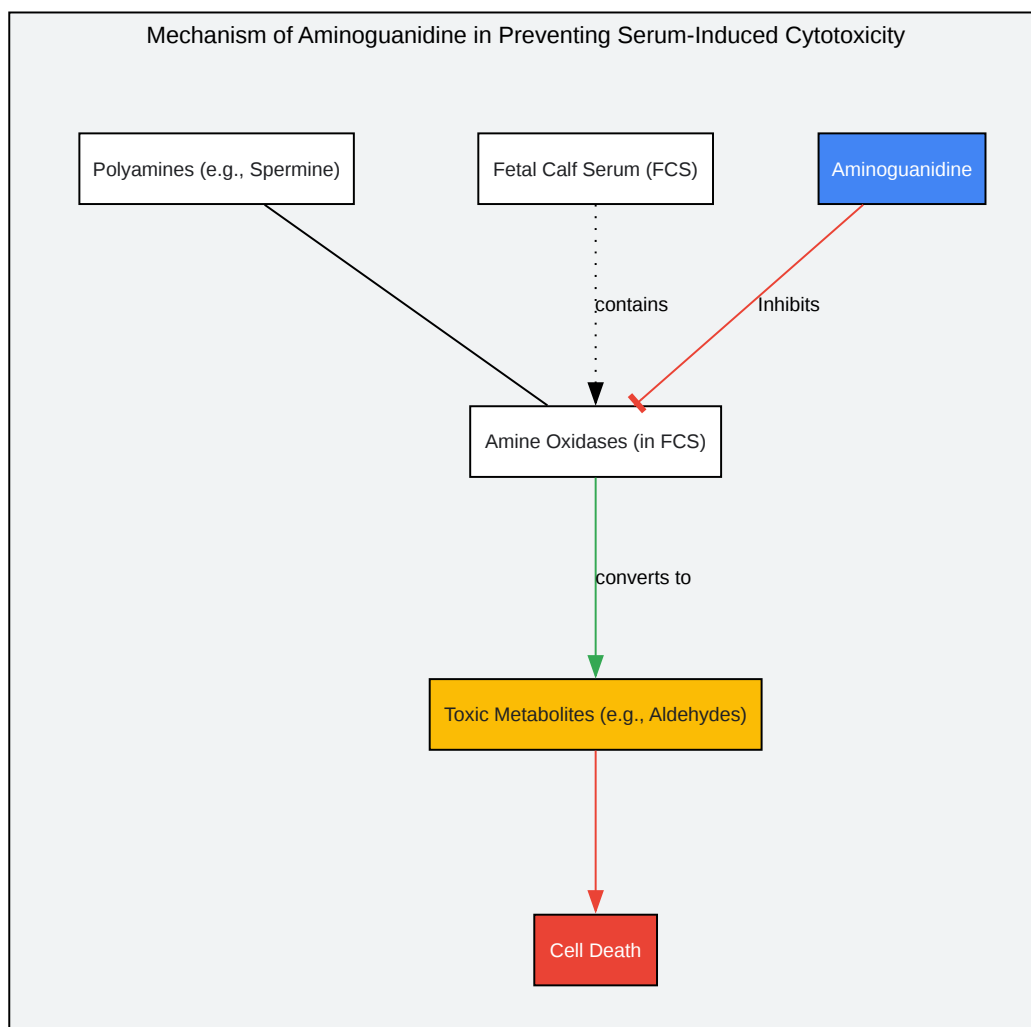 Mechanism of Aminoguanidine in Preventing Serum-Induced Cytotoxicity
Polyamines (e.g., Spermine)
Fetal Calf Serum (FCS)
Aminoguanidine
contains
Inhibits
Amine Oxidases (in FCS)
converts to
Toxic Metabolites (e.g., Aldehydes)
Cell Death